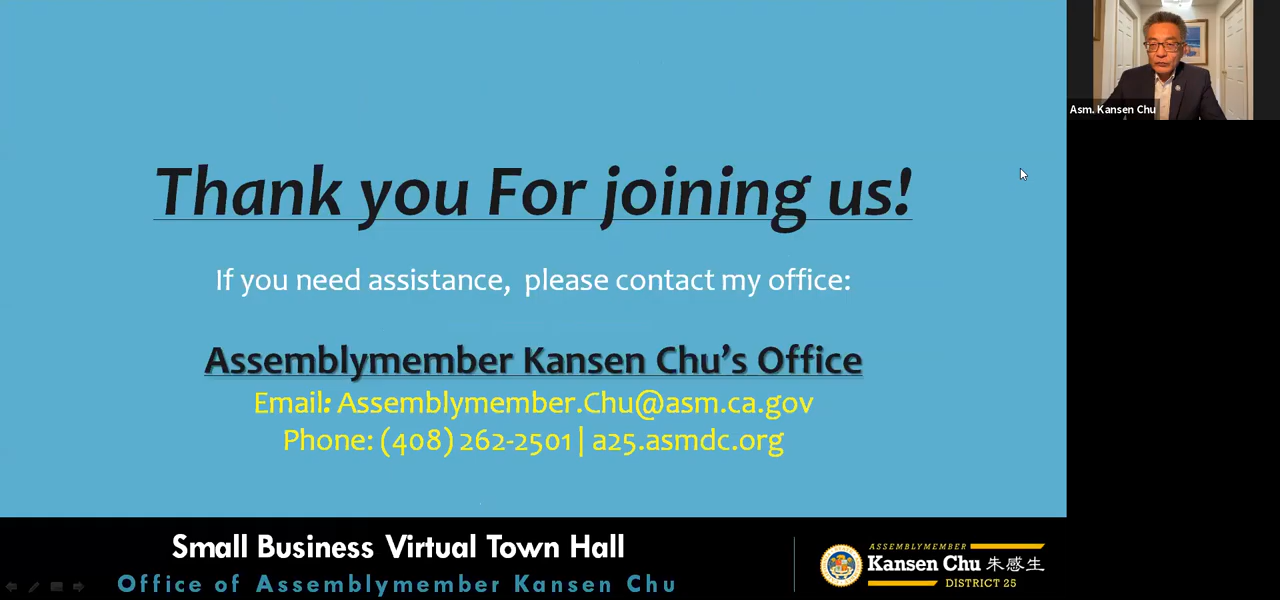 Asm. Kansen Chu
Thank you For joining us!
If you need assistance, please contact my office:
Assemblymember Kansen Chu's Office
Email: Assemblymember.Chu@asm.ca.gov
Phone: (408) 262-2501 | a25.asmdc.org
Small Business Virtual Town Hall
Office of Assemblymember Kansen Chu
ASSEMBLYMEMBER
Kansen Chu 朱感生
DISTRICT 25